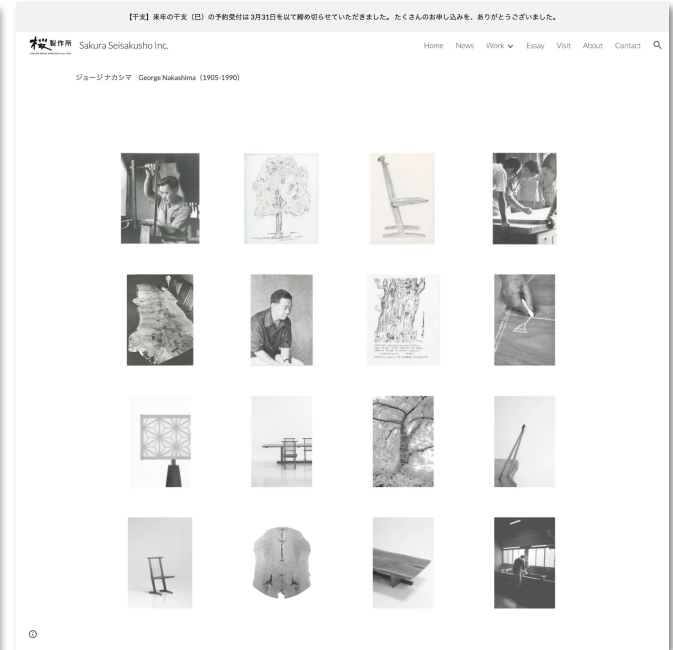 【干支】来年の干支（巳）の予約受付は 3月31日を以て締め切らせていただきました。たくさんのお申し込みを、ありがとうございました。
桜製作所
Sakura Seisakusho Inc.
Home News Work Essay Visit About Contact
ジョージ ナカシマ　George Nakashima（1905-1990）